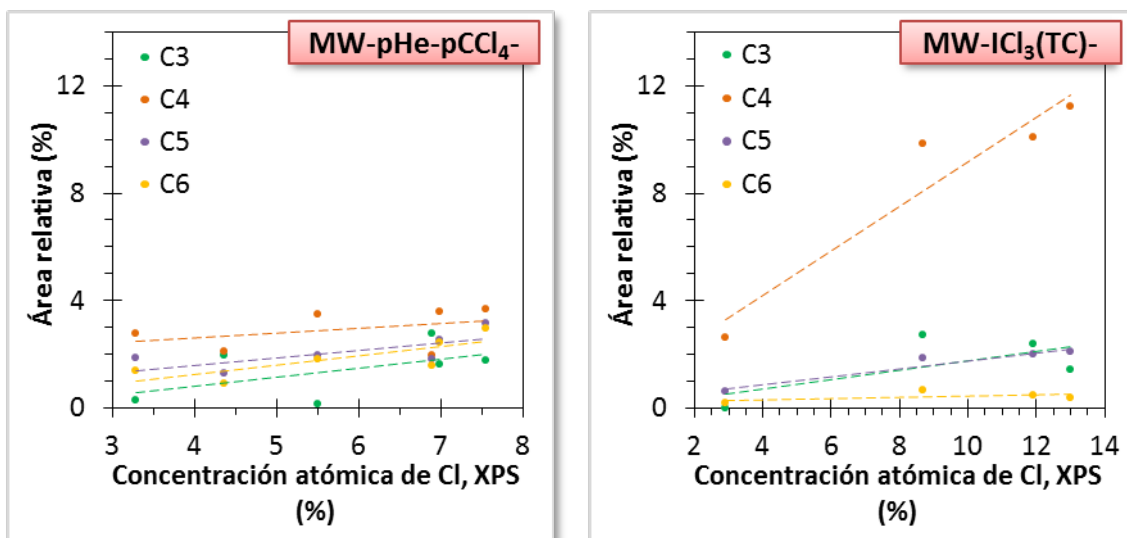 MW-pHe-pCCl₄-
C3
C4
C5
C6
Área relativa (%)
12
8
4
0
3 4 5 6 7 8
Concentración atómica de Cl, XPS
(%)
MW-ICl₃(TC)-
C3
C4
C5
C6
Área relativa (%)
12
8
4
0
2 4 6 8 10 12 14
Concentración atómica de Cl, XPS
(%)